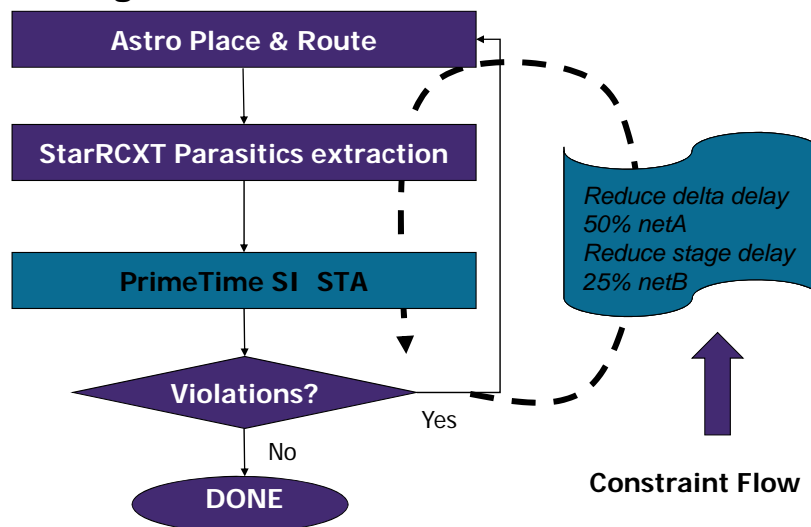 Astro Place & Route
StarRCXT Parasitics extraction
PrimeTime SI STA
Violations?
Yes
No
DONE
Reduce delta delay
50% netA
Reduce stage delay
25% netB
Constraint Flow